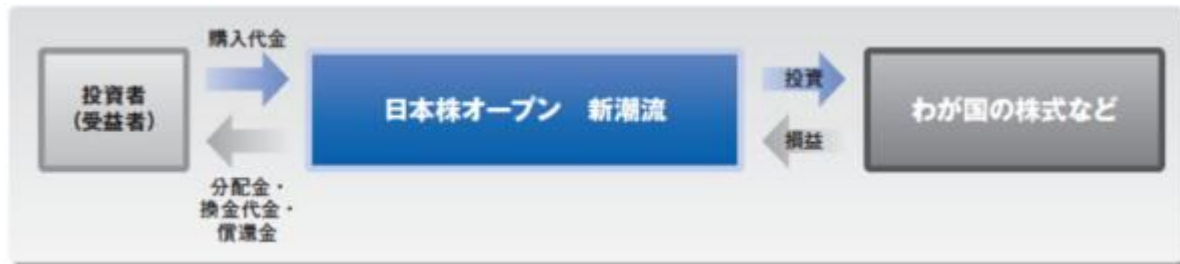 購入代金
投資者
(受益者)
日本株オープン　新潮流
投資
損益
わが国の株式など
分配金・
換金代金・
償還金